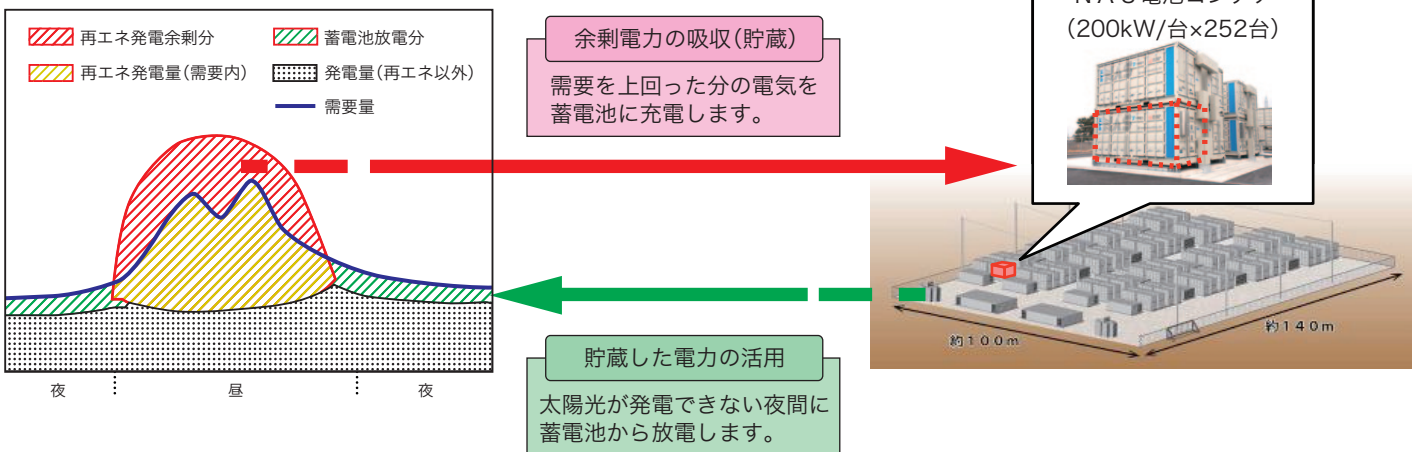 再エネ発電余剰分
蓄電池放電分
再エネ発電量(需要内)
発電量(再エネ以外)
需要量
夜
昼
夜
余剰電力の吸収(貯蔵)
需要を上回った分の電気を
蓄電池に充電します。
貯蔵した電力の活用
太陽光が発電できない夜間に
蓄電池から放電します。
(200kW/台×252台)
約100m
約140m